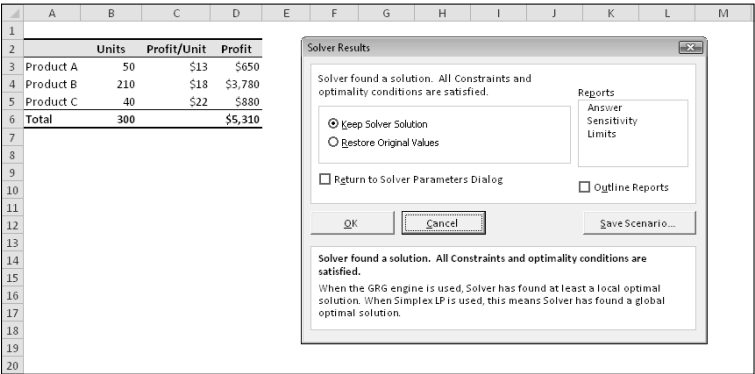 A B C D E F G H I J K L M
1
2 Units Profit/Unit Profit
3 Product A 50 $13 $650
4 Product B 210 $18 $3,780
5 Product C 40 $22 $880
6 Total 300 $5,310
7
8
9
10
11
12
13
14
15
16
17
18
19
20
Solver Results
Solver found a solution. All Constraints and
optimality conditions are satisfied.
Keep Solver Solution
Restore Original Values
Reports
Answer
Sensitivity
Limits
Return to Solver Parameters Dialog
Outline Reports
OK
Cancel
Save Scenario...
Solver found a solution. All Constraints and optimality conditions are
satisfied.
When the GRG engine is used, Solver has found at least a local optimal
solution. When Simplex LP is used, this means Solver has found a global
optimal solution.